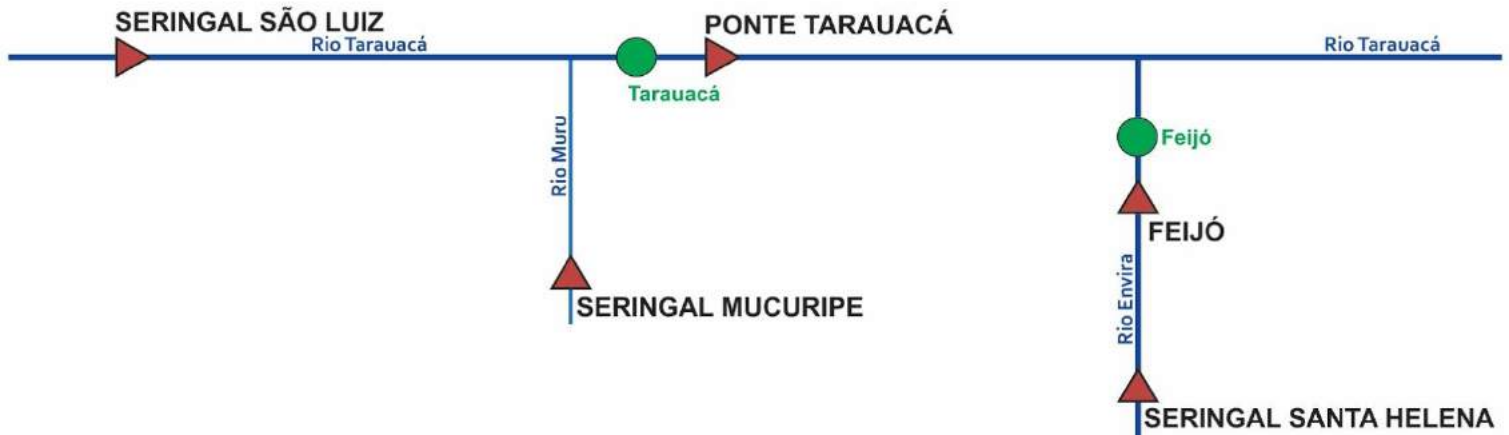 SERINGAL SÃO LUIZ
PONTE TARAUACÁ
Rio Tarauacá
Rio Tarauacá
Tarauacá
Rio Muru
Feijó
FEIJÓ
SERINGAL MUCURIPE
Rio Envira
SERINGAL SANTA HELENA